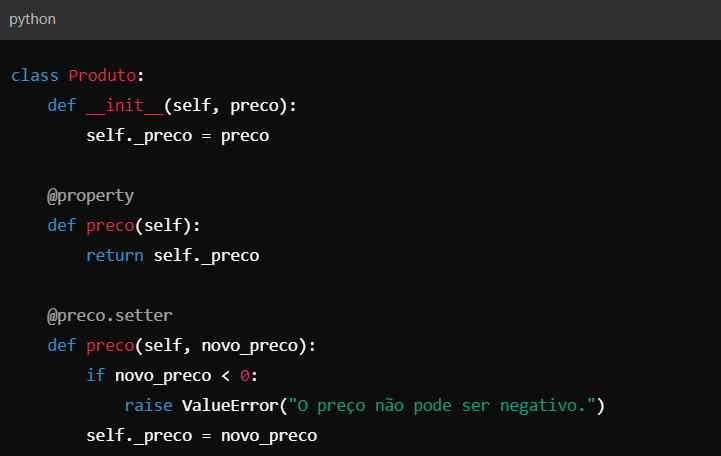 python
class Produto:
    def __init__(self, preco):
        self._preco = preco
    @property
    def preco(self):
        return self._preco
    @preco.setter
    def preco(self, novo_preco):
        if novo_preco < 0:
            raise ValueError("O preço não pode ser negativo.")
        self._preco = novo_preco